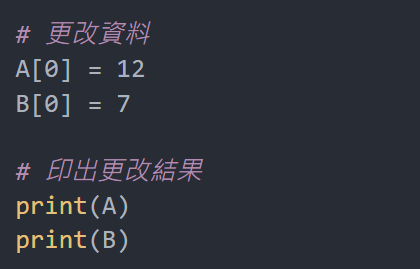 # 更改資料
A[0] = 12
B[0] = 7
# 印出更改結果
print(A)
print(B)